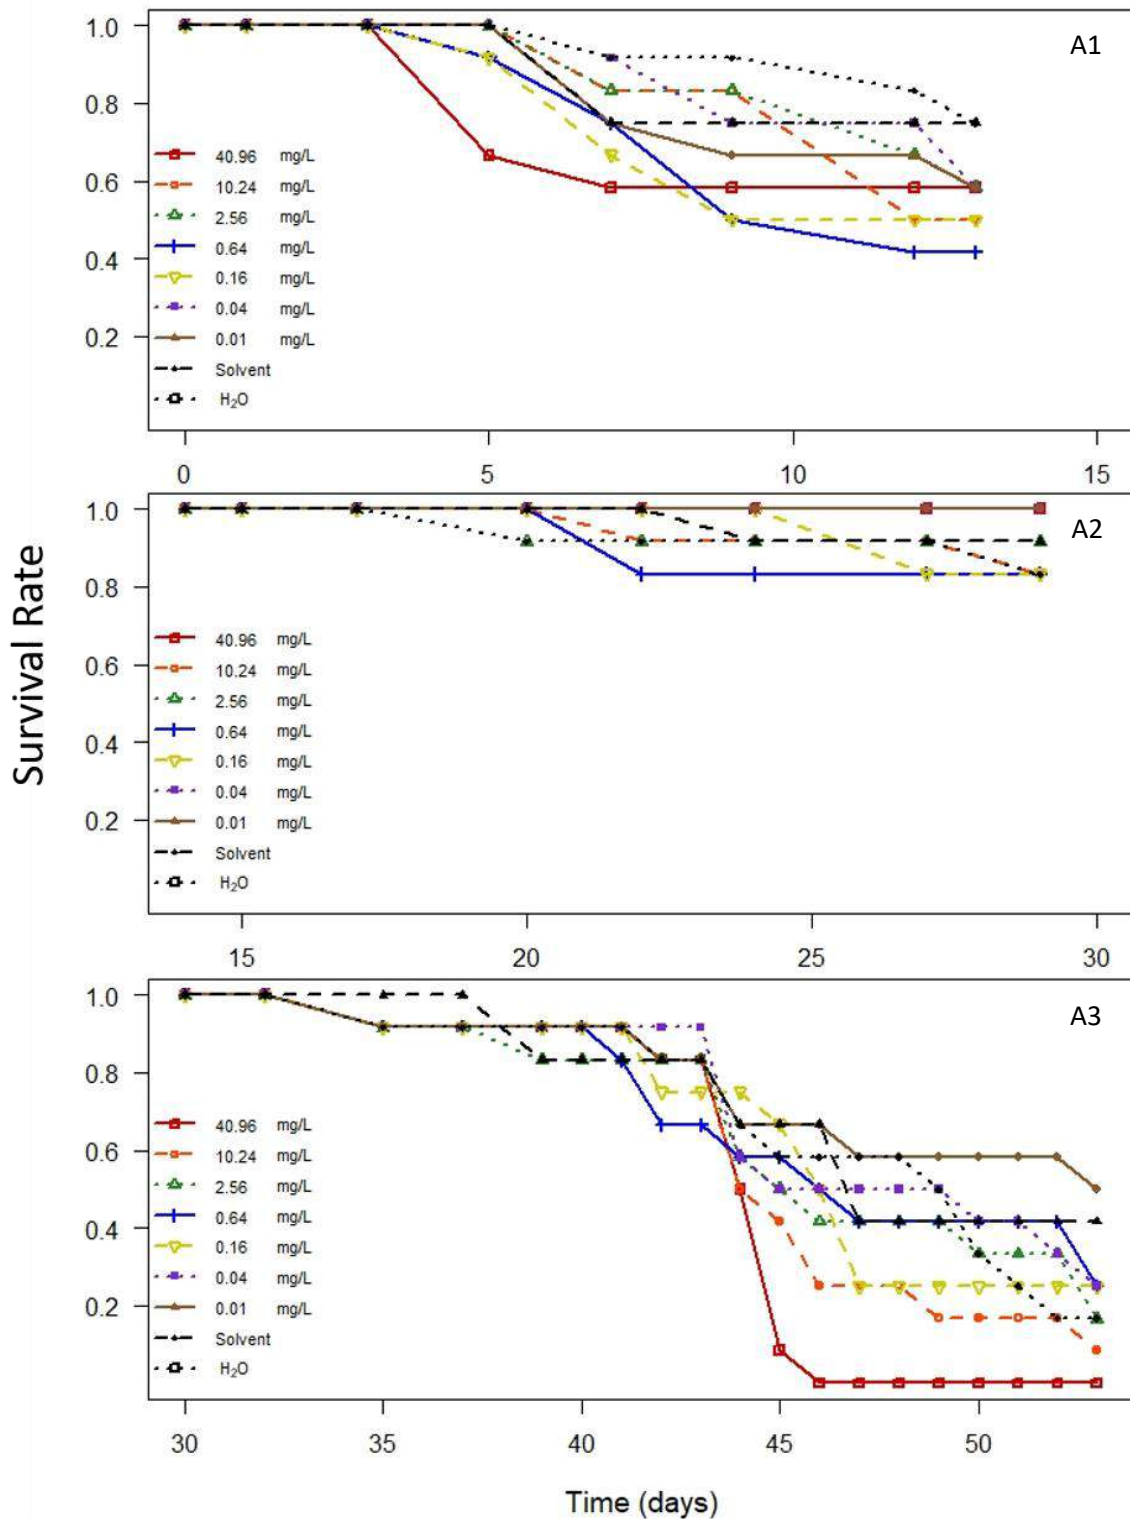 A1
1.0
0.8
0.6
0.4
0.2
40.96 mg/L
10.24 mg/L
2.56 mg/L
0.64 mg/L
0.16 mg/L
0.04 mg/L
0.01 mg/L
Solvent
H₂O
0 5 10 15
A2
1.0
0.8
0.6
0.4
0.2
40.96 mg/L
10.24 mg/L
2.56 mg/L
0.64 mg/L
0.16 mg/L
0.04 mg/L
0.01 mg/L
Solvent
H₂O
15 20 25 30
Survival Rate
A3
1.0
0.8
0.6
0.4
0.2
40.96 mg/L
10.24 mg/L
2.56 mg/L
0.64 mg/L
0.16 mg/L
0.04 mg/L
0.01 mg/L
Solvent
H₂O
30 35 40 45 50
Time (days)